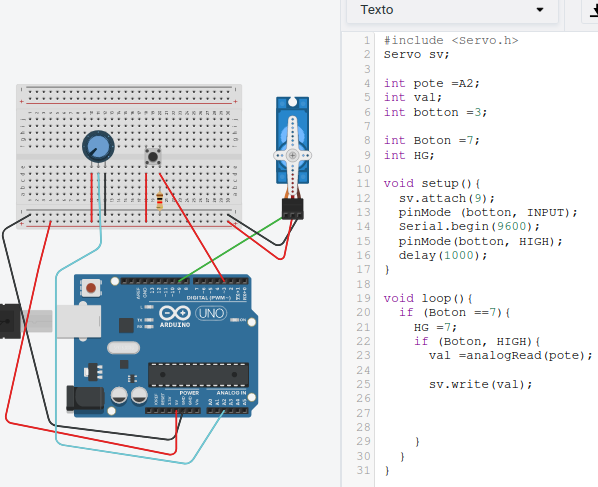 Texto
1 #include <Servo.h>
2 Servo sv;
3
4 int pote =A2;
5 int val;
6 int botton =3;
7
8 int Boton =7;
9 int HG;
10
11 void setup(){
12 sv.attach(9);
13 pinMode (botton, INPUT);
14 Serial.begin(9600);
15 pinMode(botton, HIGH);
16 delay(1000);
17 }
18
19 void loop(){
20 if (Boton ==7){
21 HG =7;
22 if (Boton, HIGH){
23 val =analogRead(pote);
24
25 sv.write(val);
26
27
28
29 }
30 }
31 }
DIGITAL (PWM~)
UNO
ARDUINO
POWER
ANALOG IN